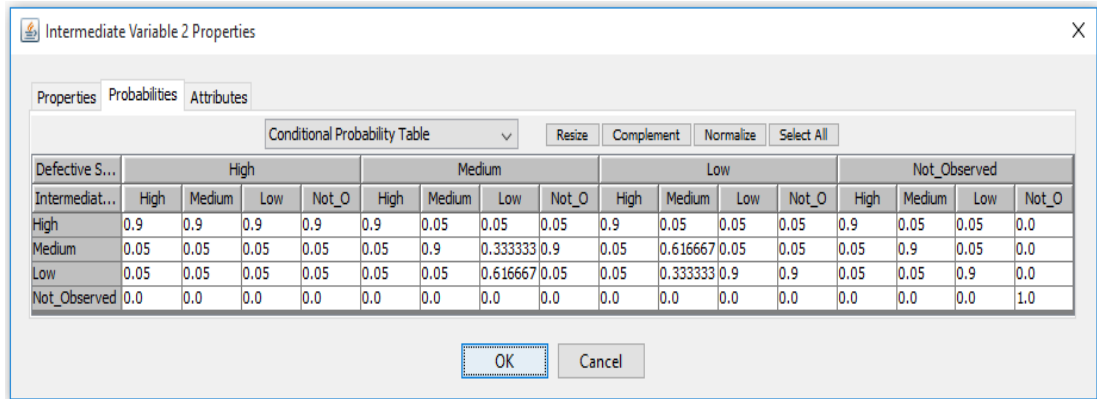 Intermediate Variable 2 Properties X
Properties Probabilities Attributes
Conditional Probability Table Resize Complement Normalize Select All
Defective S... High Medium Low Not_Observed
Intermediat... High Medium Low Not_O High Medium Low Not_O High Medium Low Not_O High Medium Low Not_O
High 0.9 0.9 0.9 0.9 0.9 0.05 0.05 0.05 0.9 0.05 0.05 0.05 0.9 0.05 0.05 0.0
Medium 0.05 0.05 0.05 0.05 0.05 0.9 0.333333 0.9 0.05 0.616667 0.05 0.05 0.05 0.9 0.05 0.0
Low 0.05 0.05 0.05 0.05 0.05 0.05 0.616667 0.05 0.05 0.333333 0.9 0.9 0.05 0.05 0.9 0.0
Not_Observed 0.0 0.0 0.0 0.0 0.0 0.0 0.0 0.0 0.0 0.0 0.0 0.0 0.0 0.0 0.0 1.0
OK Cancel